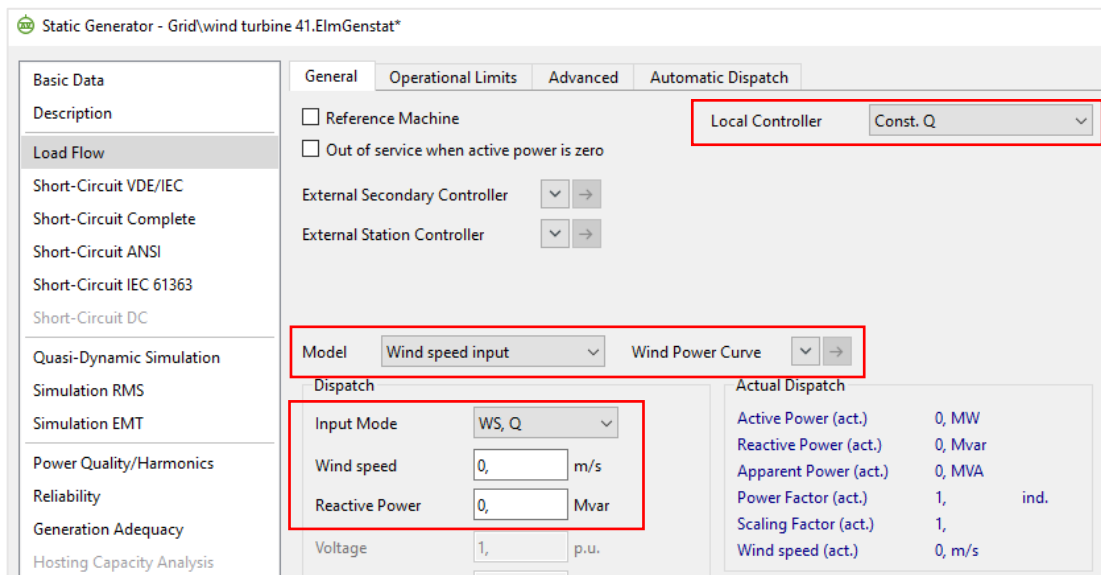 Static Generator - Grid\wind turbine 41.ElmGenstat*
Basic Data
Description
Load Flow
Short-Circuit VDE/IEC
Short-Circuit Complete
Short-Circuit ANSI
Short-Circuit IEC 61363
Short-Circuit DC
Quasi-Dynamic Simulation
Simulation RMS
Simulation EMT
Power Quality/Harmonics
Reliability
Generation Adequacy
Hosting Capacity Analysis
General Operational Limits Advanced Automatic Dispatch
Reference Machine
Local Controller Const. Q
Out of service when active power is zero
External Secondary Controller
External Station Controller
Model Wind speed input Wind Power Curve
Dispatch
Input Mode WS, Q
Wind speed 0, m/s
Reactive Power 0, Mvar
Voltage 1, p.u.
Actual Dispatch
Active Power (act.) 0, MW
Reactive Power (act.) 0, Mvar
Apparent Power (act.) 0, MVA
Power Factor (act.) 1, ind.
Scaling Factor (act.) 1,
Wind speed (act.) 0, m/s